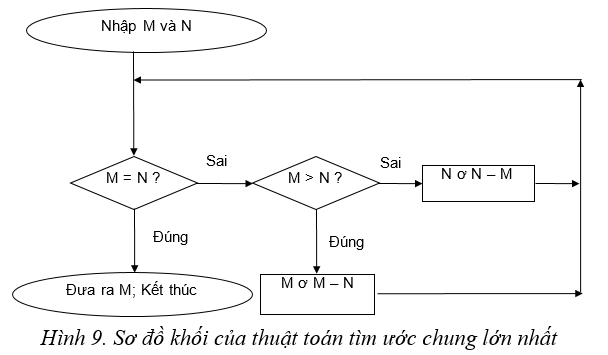 Nhập M và N
Sai
Sai
M = N ?
M > N ?
N ơ N – M
Đúng
Đúng
Đưa ra M; Kết thúc
M ơ M – N
Hình 9. Sơ đồ khối của thuật toán tìm ước chung lớn nhất